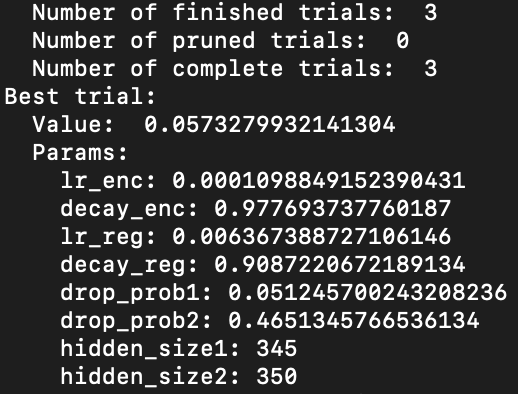 Number of finished trials:  3
Number of pruned trials:  0
Number of complete trials:  3
Best trial:
Value:  0.0573279932141304
Params:
lr_enc: 0.0001098849152390431
decay_enc: 0.977693737760187
lr_reg: 0.006367388727106146
decay_reg: 0.9087220672189134
drop_prob1: 0.051245700243208236
drop_prob2: 0.4651345766536134
hidden_size1: 345
hidden_size2: 350